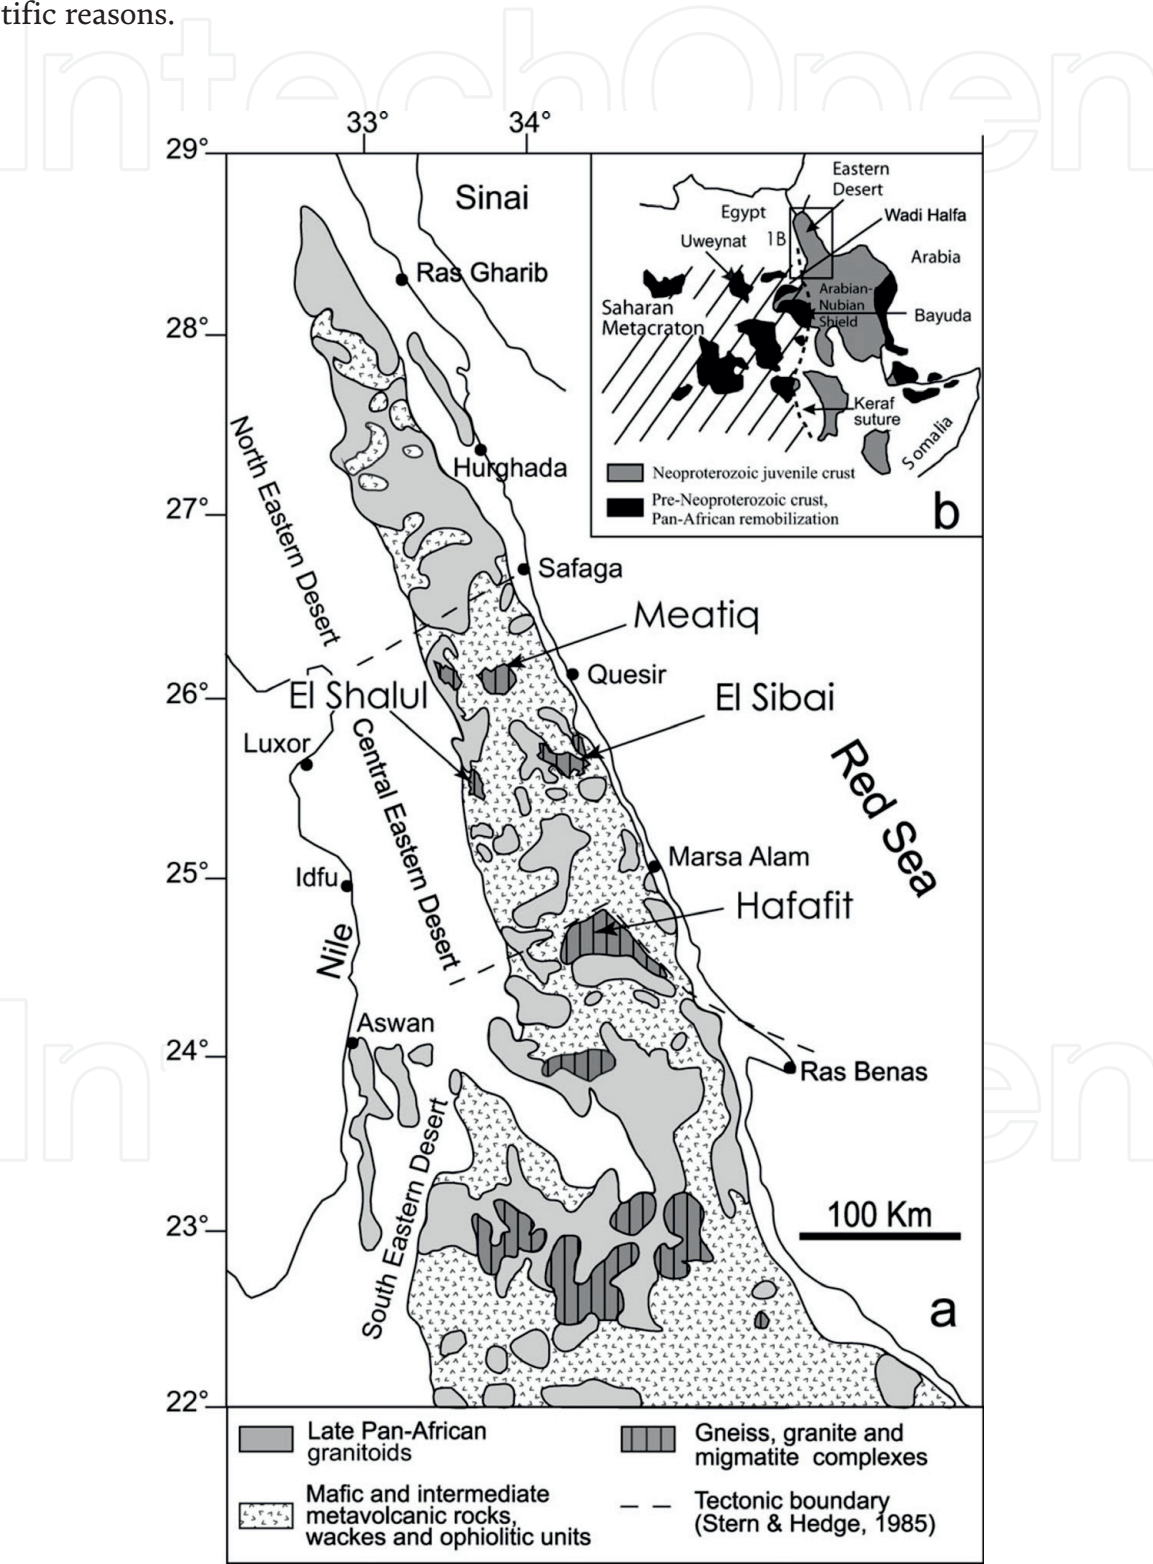 tific reasons.
IntechOpen
33°
34°
29°
28°
27°
26°
25°
24°
23°
22°
Sinai
Ras Gharib
Hurghada
North Eastern Desert
Safaga
Meatiq
Quesir
El Shalul
El Sibai
Luxor
Central Eastern Desert
Red Sea
Marsa Alam
Idfu
Hafafit
Nile
Aswan
Ras Benas
South Eastern Desert
100 Km
a
Eastern
Desert
Egypt
Wadi Halfa
1B
Uweynat
Arabia
Arabian-
Nubian
Shield
Saharan
Metacraton
Bayuda
Keraf
suture
Somalia
Neoproterozoic juvenile crust
Pre-Neoproterozoic crust,
Pan-African remobilization
b
Late Pan-African
granitoids
Mafic and intermediate
metavolcanic rocks,
wackes and ophiolitic units
Gneiss, granite and
migmatite complexes
Tectonic boundary
(Stern & Hedge, 1985)